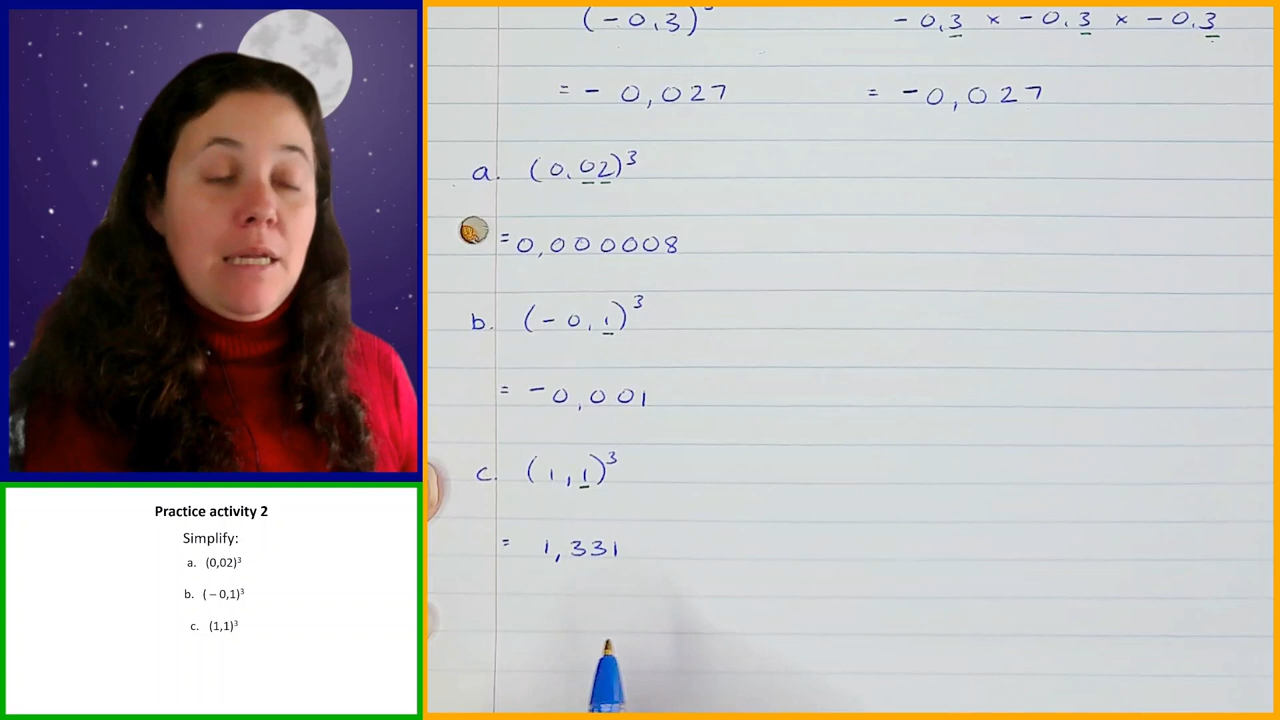 (-0,3)³ -0,3 × -0,3 × -0,3
= -0,027 = -0,027
a. (0,02)³
= 0,000008
b. (-0,1)³
= -0,001
c. (1,1)³
= 1,331
Practice activity 2
Simplify:
a. (0,02)³
b. (–0,1)³
c. (1,1)³